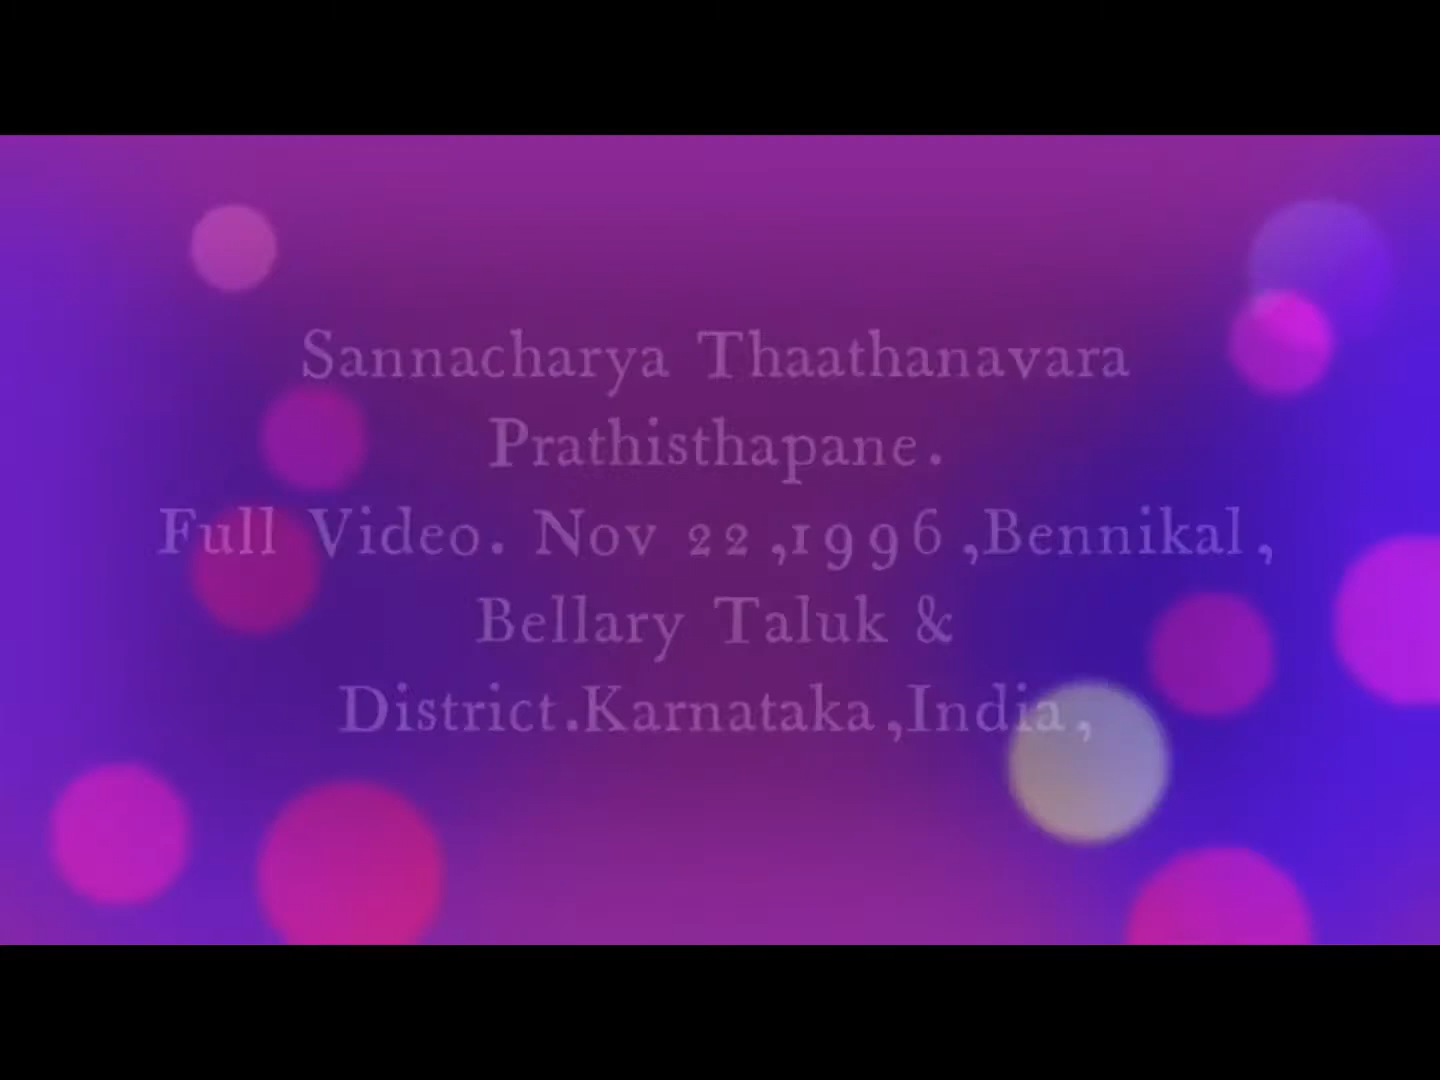 Sannacharya Thaathanavara
Prathisthapane.
Full Video. Nov 22,1996,Bennikal,
Bellary Taluk &
District.Karnataka,India,